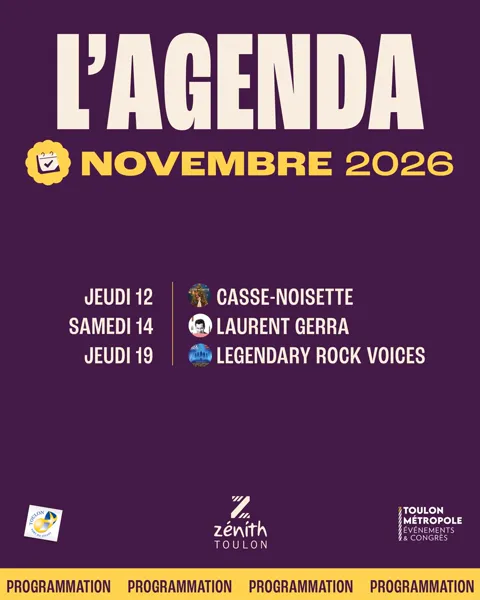 L'AGENDA
NOVEMBRE 2026
JEUDI 12 CASSE-NOISETTE
SAMEDI 14 LAURENT GERRA
JEUDI 19 LEGENDARY ROCK VOICES
TOULON
zénith
TOULON
TOULON
MÉTROPOLE
ÉVÉNEMENTS
& CONGRÈS
PROGRAMMATION PROGRAMMATION PROGRAMMATION PROGRAMMATION